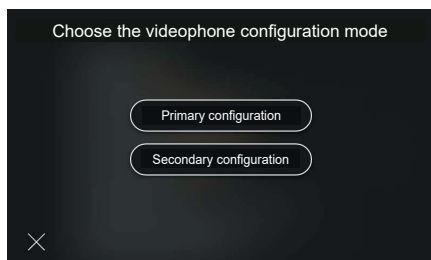 Choose the videophone configuration mode
Primary configuration
Secondary configuration